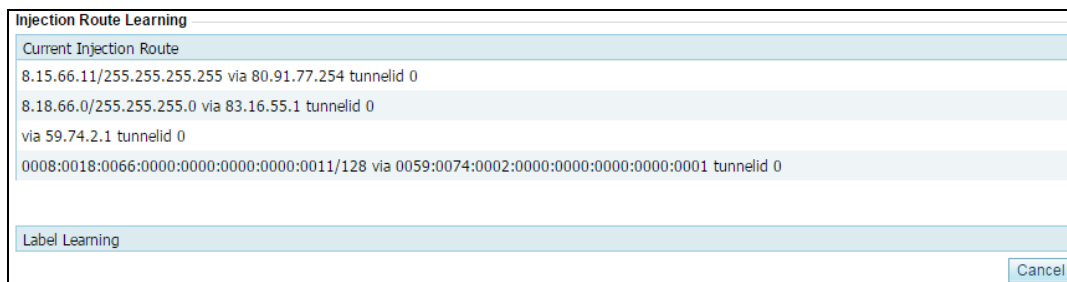 Injection Route Learning
Current Injection Route
8.15.66.11/255.255.255.255 via 80.91.77.254 tunnelid 0
8.18.66.0/255.255.255.0 via 83.16.55.1 tunnelid 0
via 59.74.2.1 tunnelid 0
0008:0018:0066:0000:0000:0000:0000:0011/128 via 0059:0074:0002:0000:0000:0000:0000:0001 tunnelid 0
Label Learning
Cancel